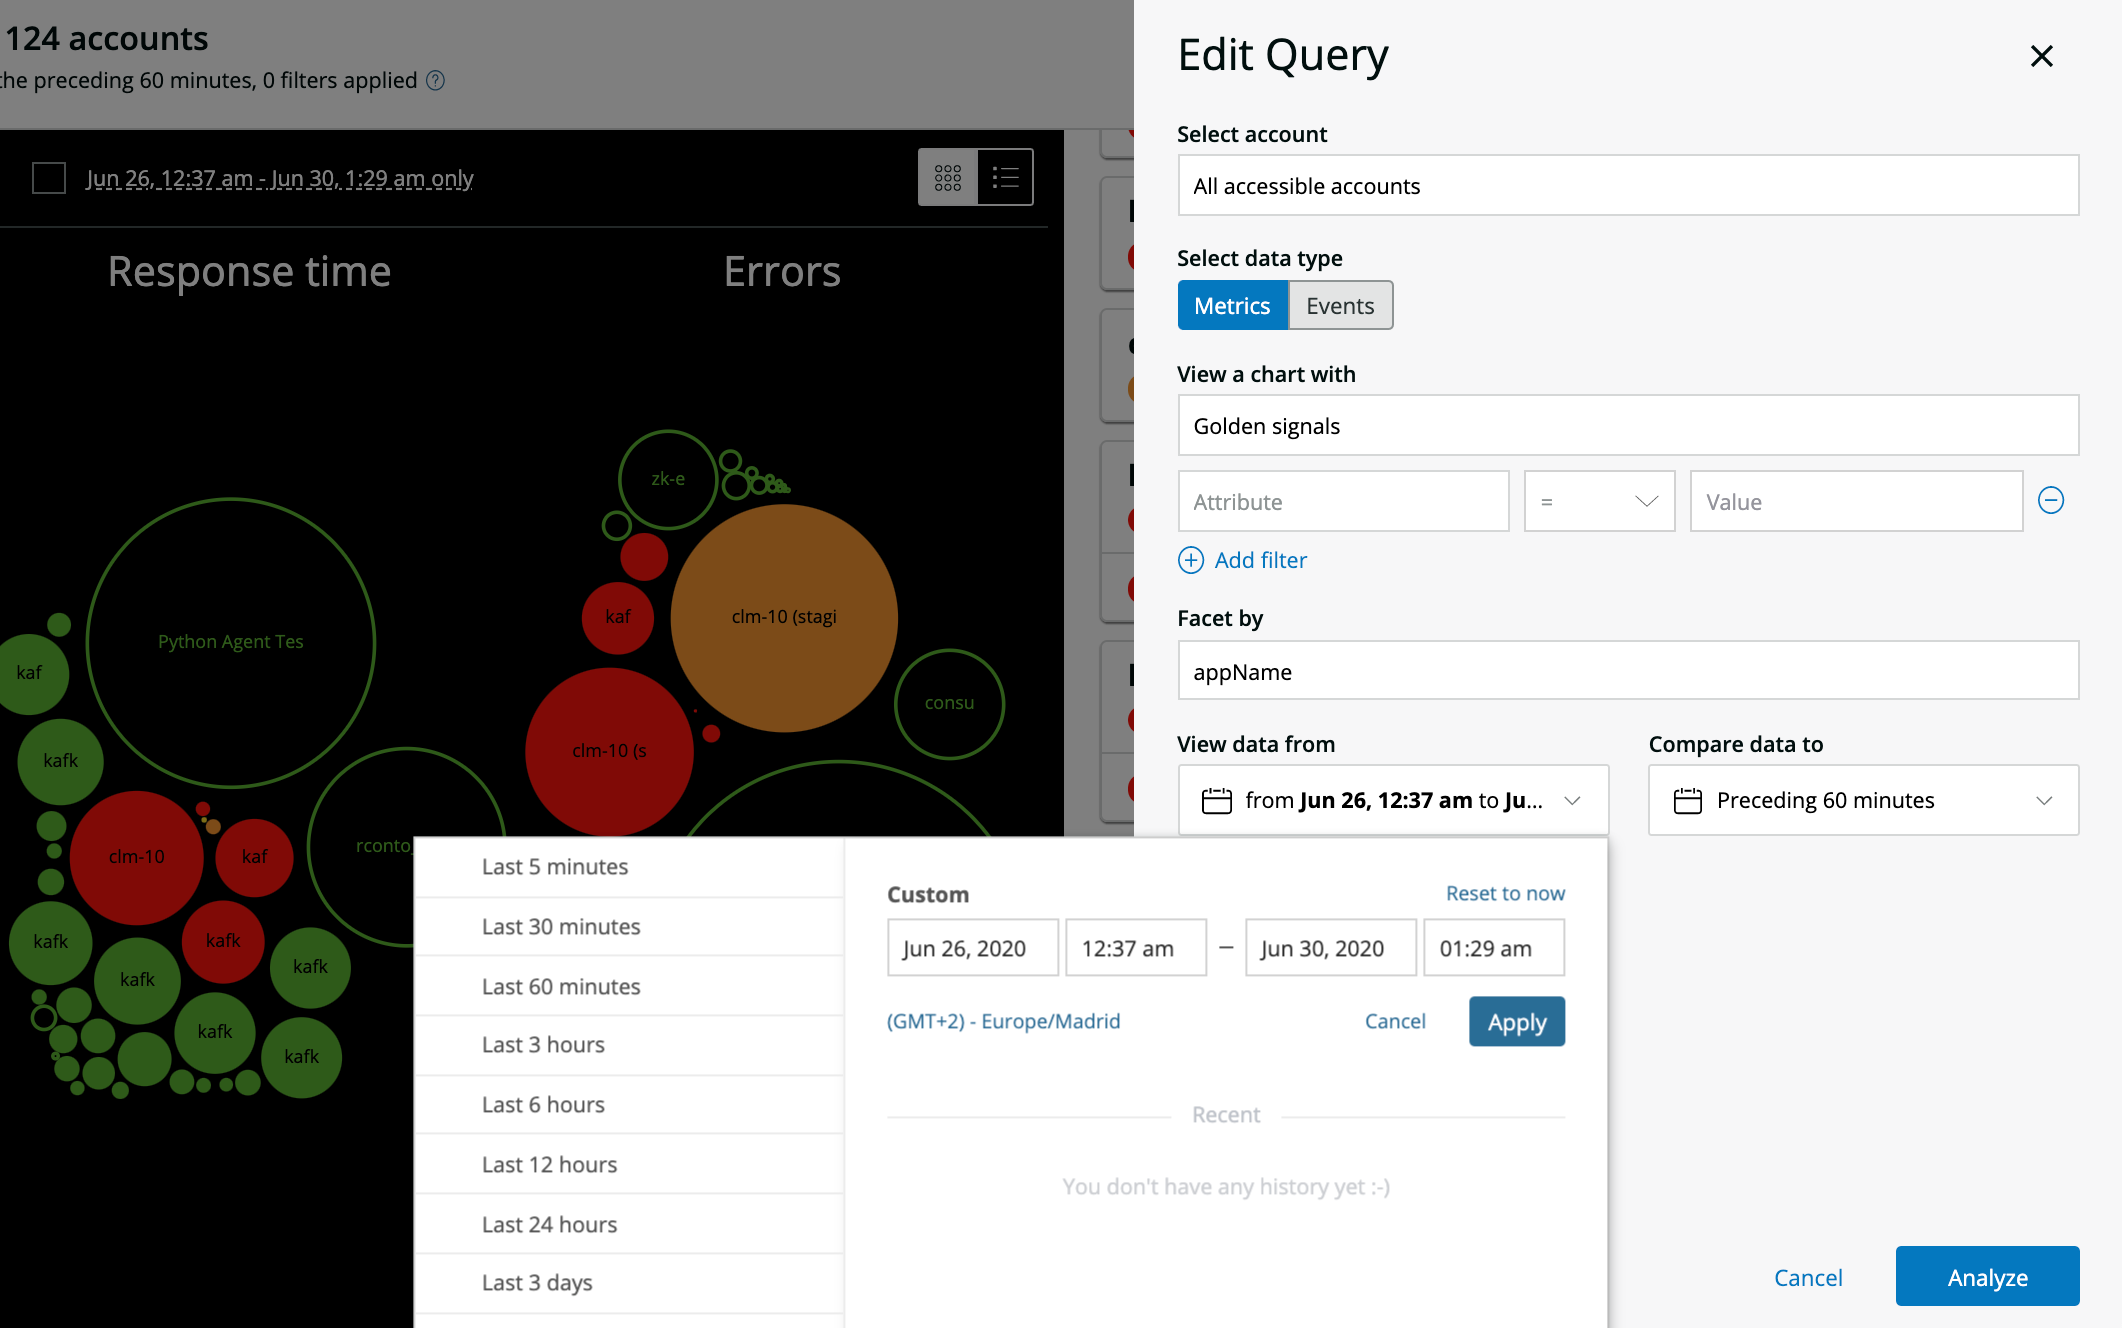 124 accounts
the preceding 60 minutes, 0 filters applied ?
Jun 26, 12:37 am - Jun 30, 1:29 am only
Response time
Errors
zk-e
kaf
clm-10 (stagi
Python Agent Tes
kaf
consu
clm-10 (s
kafk
clm-10
kaf
rconto
kafk
kafk
kafk
kafk
kafk
kafk
Edit Query
Select account
All accessible accounts
Select data type
Metrics
Events
View a chart with
Golden signals
Attribute
=
Value
Add filter
Facet by
appName
View data from
Compare data to
from Jun 26, 12:37 am to Ju...
Preceding 60 minutes
Last 5 minutes
Last 30 minutes
Last 60 minutes
Last 3 hours
Last 6 hours
Last 12 hours
Last 24 hours
Last 3 days
Custom
Reset to now
Jun 26, 2020 12:37 am – Jun 30, 2020 01:29 am
(GMT+2) - Europe/Madrid
Cancel
Apply
Recent
You don't have any history yet :-)
Cancel
Analyze